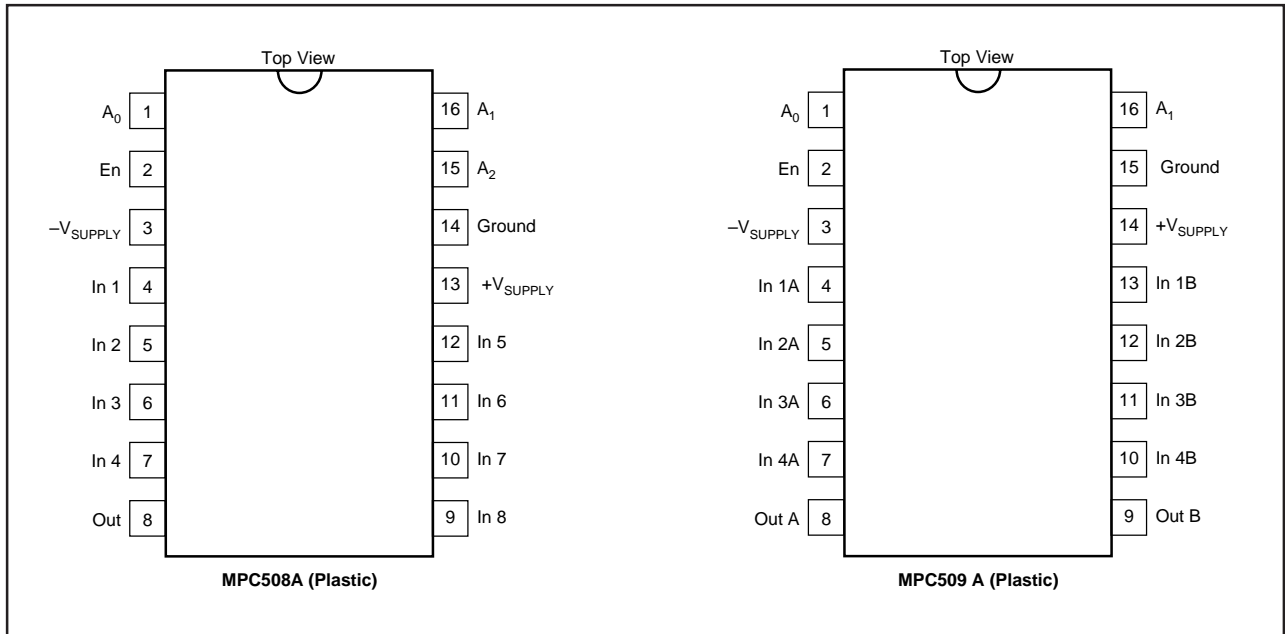 Top View
A0 1
En 2
–VSUPPLY 3
In 1 4
In 2 5
In 3 6
In 4 7
Out 8
16 A1
15 A2
14 Ground
13 +VSUPPLY
12 In 5
11 In 6
10 In 7
9 In 8
MPC508A (Plastic)
Top View
A0 1
En 2
–VSUPPLY 3
In 1A 4
In 2A 5
In 3A 6
In 4A 7
Out A 8
16 A1
15 Ground
14 +VSUPPLY
13 In 1B
12 In 2B
11 In 3B
10 In 4B
9 Out B
MPC509 A (Plastic)